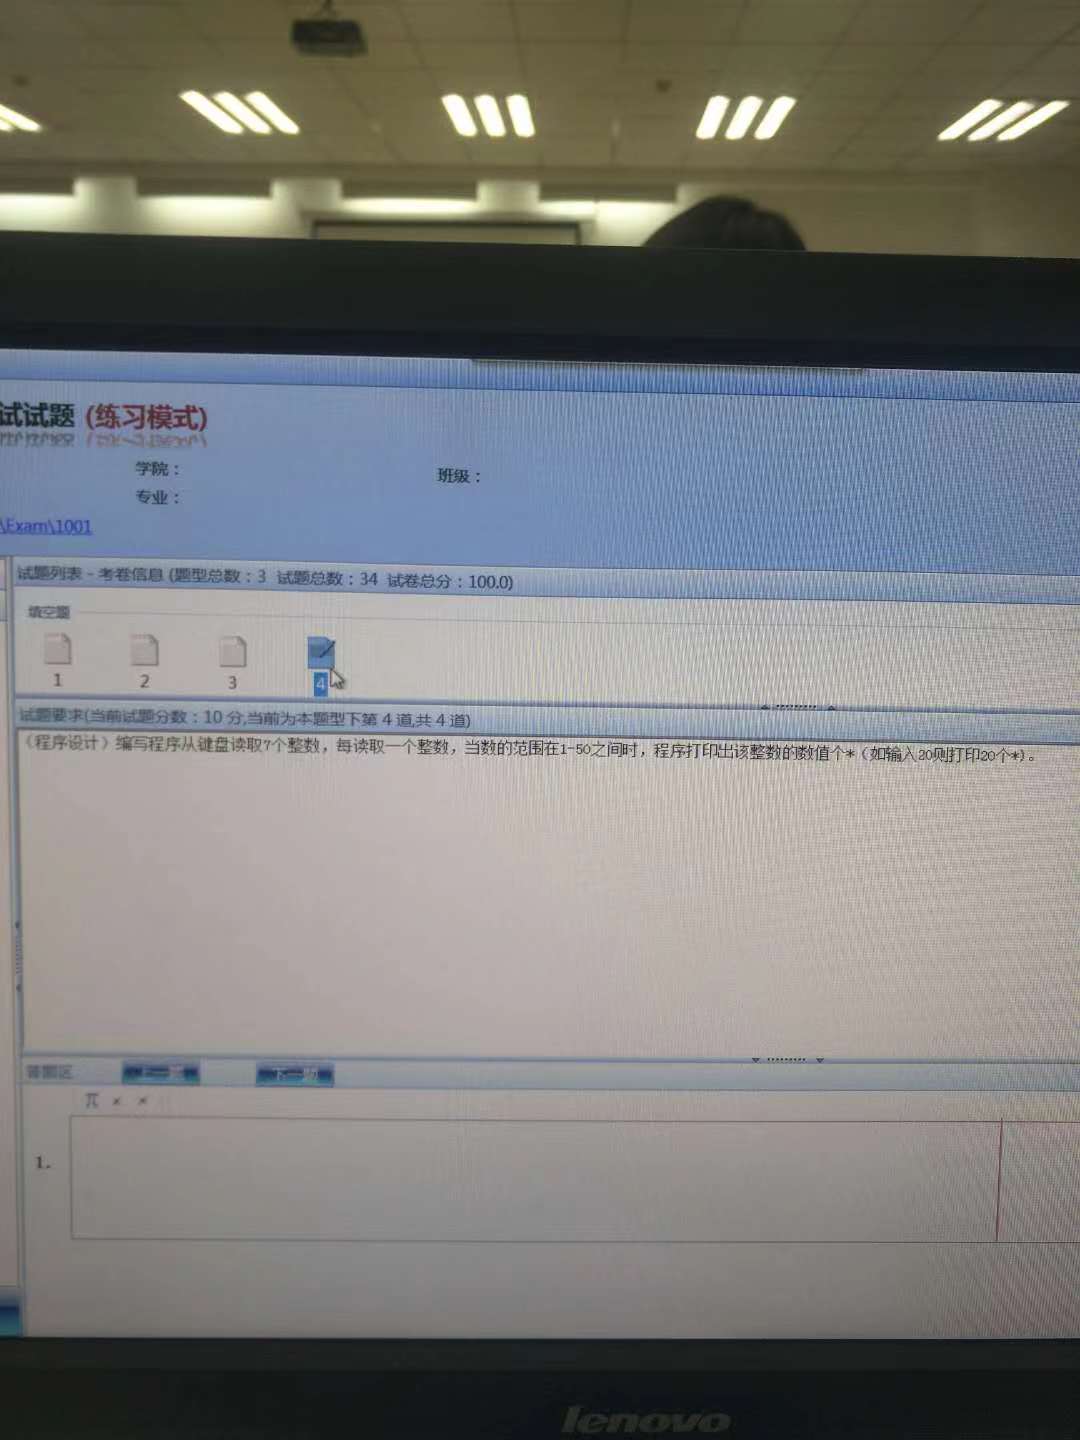 试试题 (练习模式)
学院：
班级：
专业：
\Exam\1001
试题列表 - 考卷信息 (题型总数：3 试题总数：34 试卷总分：100.0)
填空题
1
2
3
4
试题要求(当前试题分数：10 分,当前为本题型下第 4 道,共 4 道)
（程序设计）编写程序从键盘读取7个整数，每读取一个整数，当数的范围在1-50之间时，程序打印出该整数的数值个*（如输入20则打印20个*）。
答题区
下一题
π × ×
1.
lenovo